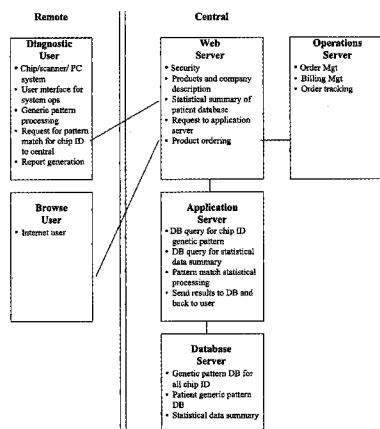 Remote
Central
Diagnostic
User
• Chip/scanner/ PC
system
• User interface for
system ops
• Generic pattern
processing
• Request for pattern
match for chip ID
to central
• Report generation
Browse
User
• Internet user
Web
Server
• Security
• Products and company
description
• Statistical summary of
patient database
• Request to application
server
• Product ordering
Operations
Server
• Order Mgt
• Billing Mgt
• Order tracking
Application
Server
• DB query for chip ID
genetic pattern
• DB query for
statistical data
summary
• Pattern match statistical
processing
• Send results to DB and
back to user
Database
Server
• Genetic pattern DB for
all chip ID
• Patient generic pattern
DB
• Statistical data summary